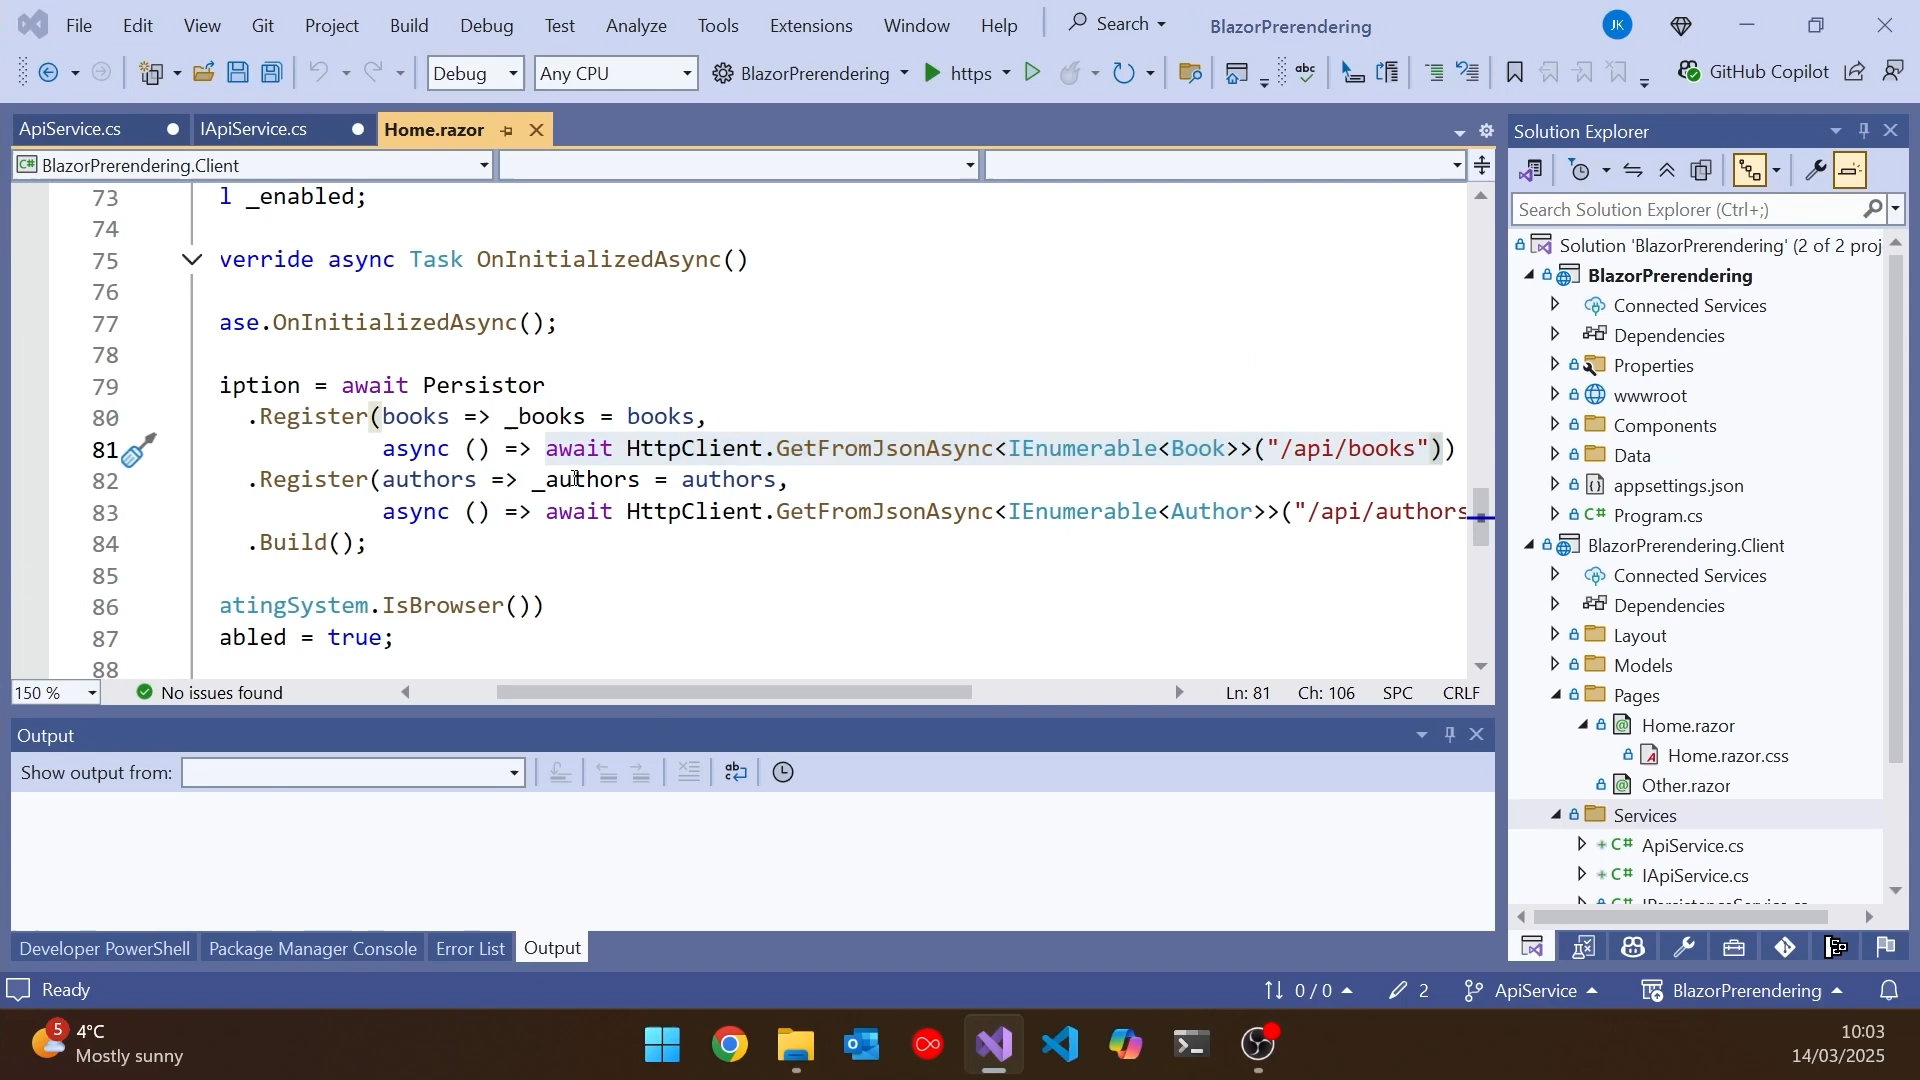 File Edit View Git Project Build Debug Test Analyze Tools Extensions Window Help Search BlazorPrerendering JK
Debug Any CPU BlazorPrerendering https abc GitHub Copilot
ApiService.cs IApiService.cs Home.razor
BlazorPrerendering.Client
73 l _enabled;
74
75 verride async Task OnInitializedAsync()
76
77 ase.OnInitializedAsync();
78
79 iption = await Persistor
80 .Register(books => _books = books,
81 async () => await HttpClient.GetFromJsonAsync<IEnumerable<Book>>("/api/books"))
82 .Register(authors => _authors = authors,
83 async () => await HttpClient.GetFromJsonAsync<IEnumerable<Author>>("/api/authors
84 .Build();
85
86 atingSystem.IsBrowser())
87 abled = true;
88
150 % No issues found Ln: 81 Ch: 106 SPC CRLF
Output
Show output from:
Developer PowerShell Package Manager Console Error List Output
Solution Explorer
Search Solution Explorer (Ctrl+;)
Solution 'BlazorPrerendering' (2 of 2 proj
BlazorPrerendering
Connected Services
Dependencies
Properties
wwwroot
Components
Data
appsettings.json
C# Program.cs
BlazorPrerendering.Client
Connected Services
Dependencies
Layout
Models
Pages
Home.razor
Home.razor.css
Other.razor
Services
C# ApiService.cs
C# IApiService.cs
Ready 0 / 0 2 ApiService BlazorPrerendering
5 4°C
Mostly sunny
10:03
14/03/2025